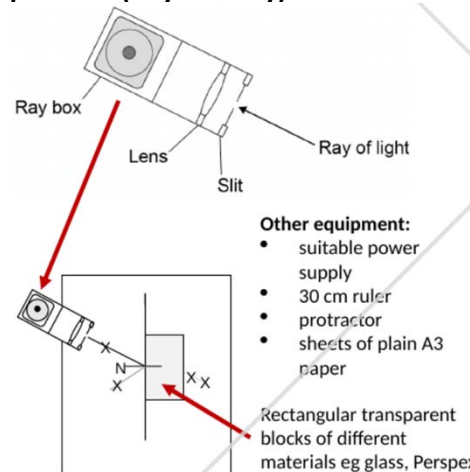 Ray box
Lens
Slit
Ray of light
Other equipment:
• suitable power
supply
• 30 cm ruler
• protractor
• sheets of plain A3
paper
X
N
X
X X
Rectangular transparent
blocks of different
materials eg glass, Perspex